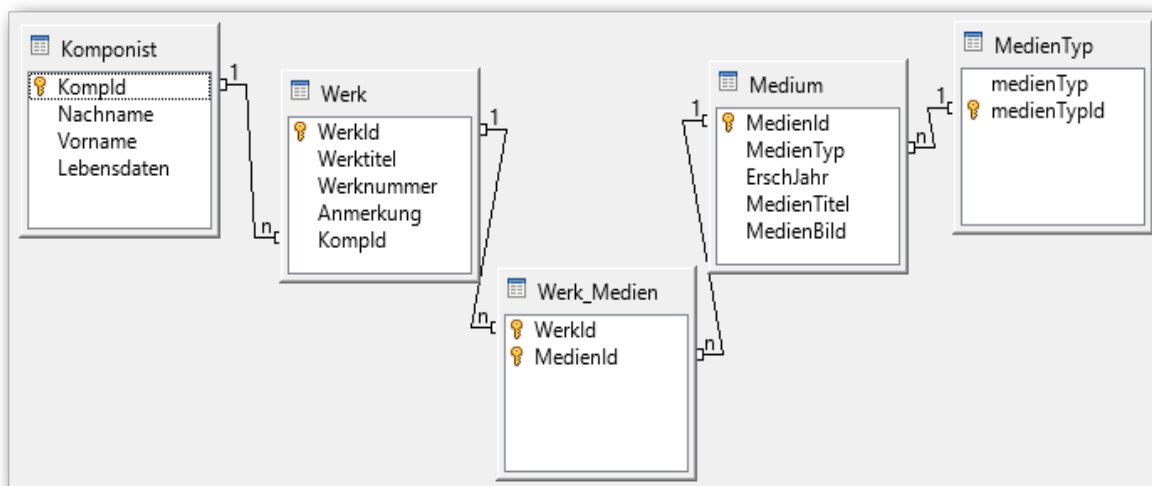 Komponist
KompId
Nachname
Vorname
Lebensdaten
1
n
Werk
WerkId
Werktitel
Werknummer
Anmerkung
KompId
1
n
Werk_Medien
WerkId
MedienId
n
1
Medium
MedienId
MedienTyp
ErschJahr
MedienTitel
MedienBild
n
1
MedienTyp
medienTyp
medienTypId